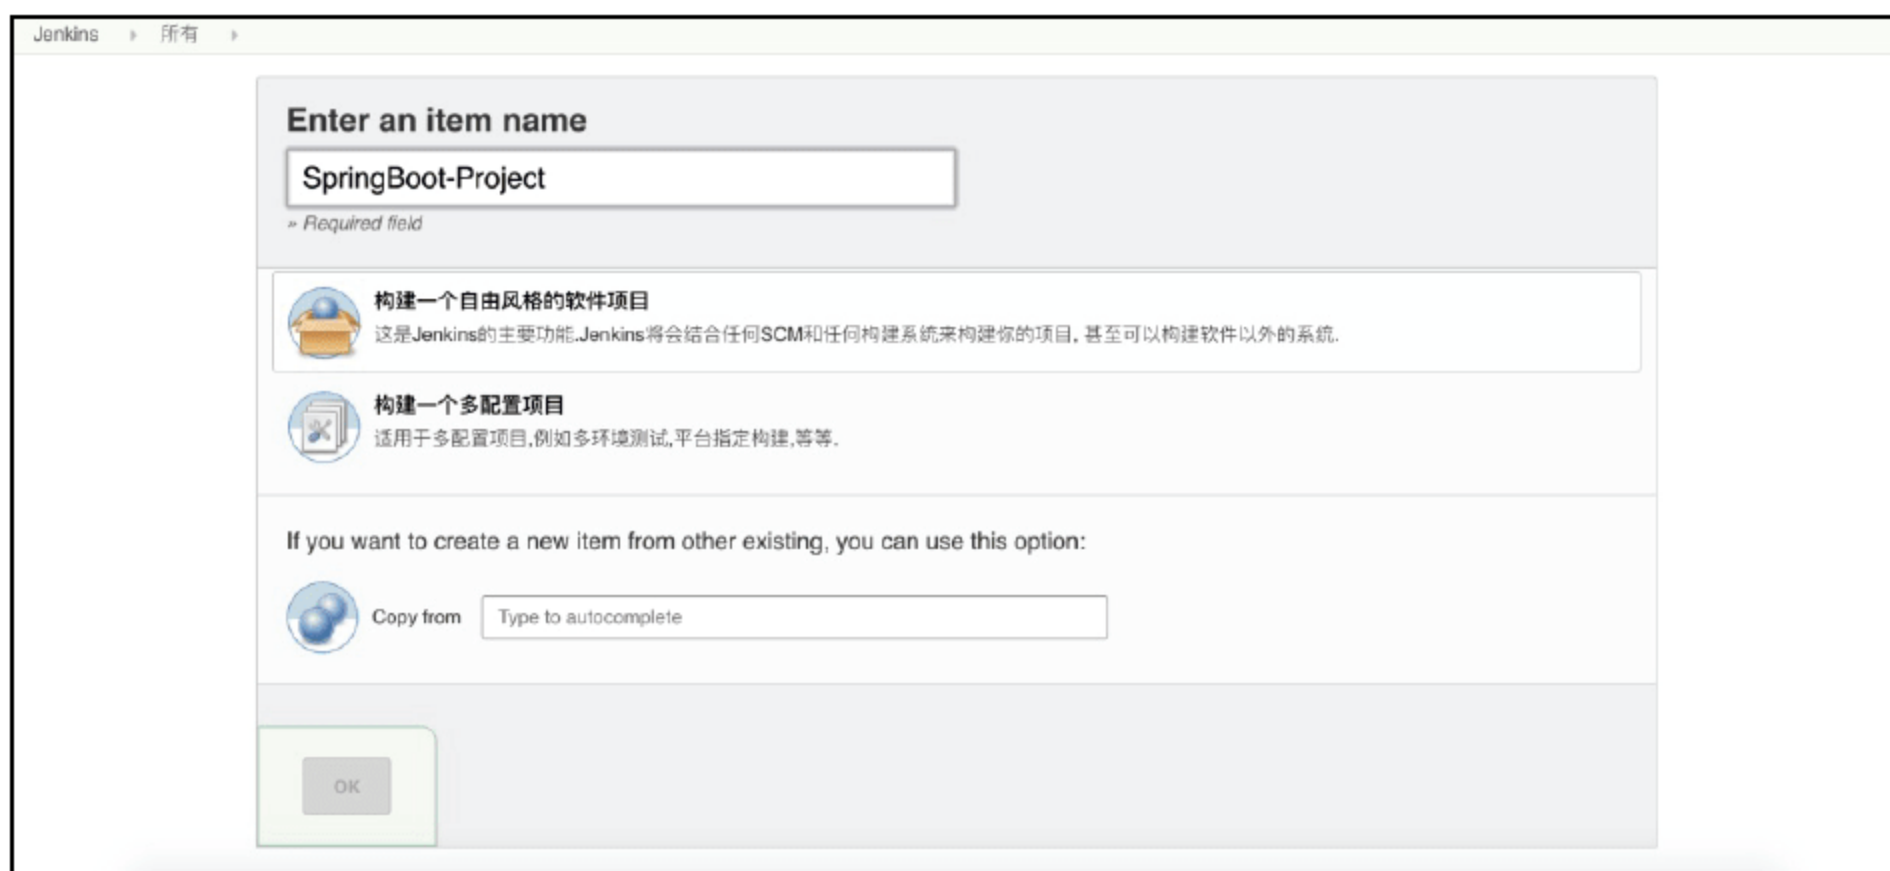 Jenkins 所有
Enter an item name
SpringBoot-Project
» Required field
构建一个自由风格的软件项目
这是Jenkins的主要功能.Jenkins将会结合任何SCM和任何构建系统来构建你的项目, 甚至可以构建软件以外的系统.
构建一个多配置项目
适用于多配置项目,例如多环境测试,平台指定构建,等等.
If you want to create a new item from other existing, you can use this option:
Copy from Type to autocomplete
OK